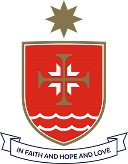 IN FAITH AND HOPE AND LOVE